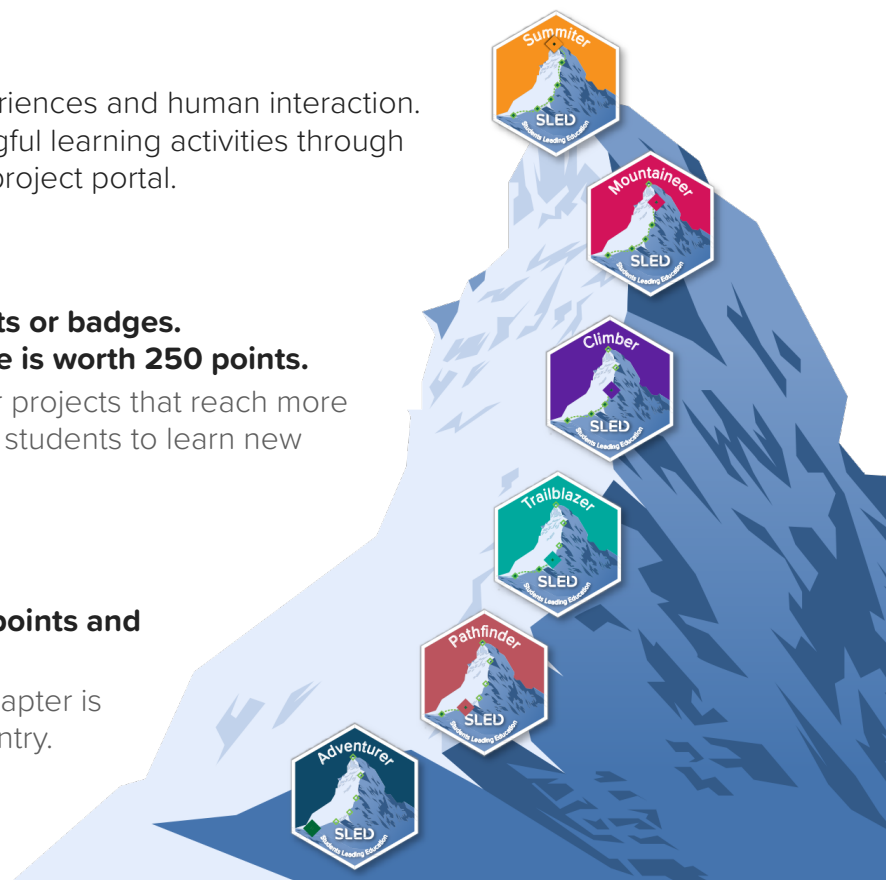 Summiter
SLED
Students Leading Education
eriences and human interaction.
gful learning activities through
project portal.
Mountaineer
SLED
Students Leading Education
ts or badges.
e is worth 250 points.
r projects that reach more
students to learn new
Climber
SLED
Students Leading Education
Trailblazer
SLED
Students Leading Education
points and
Pathfinder
SLED
Students Leading Education
apter is
ntry.
Adventurer
SLED
Students Leading Education